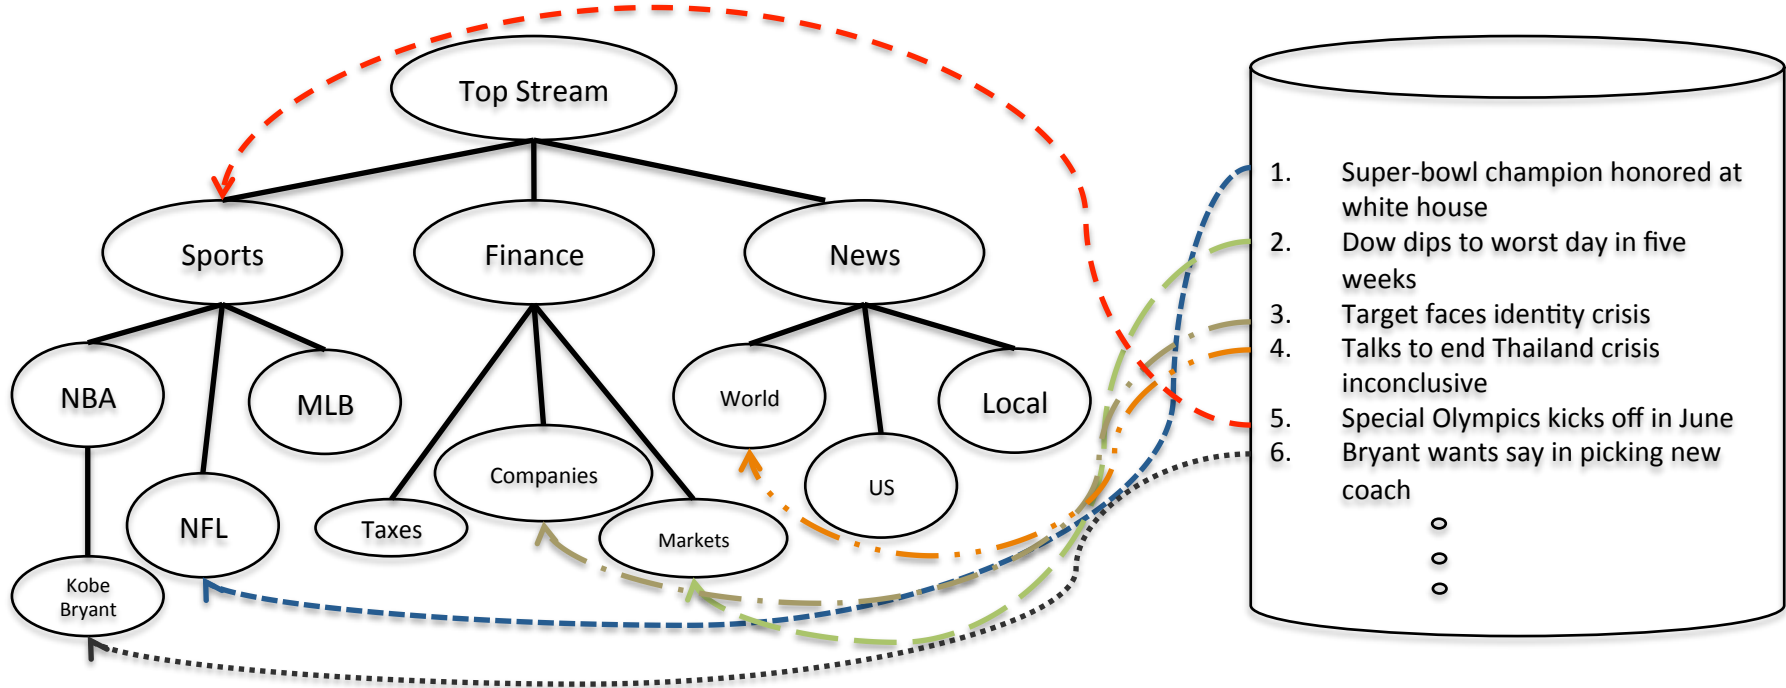 Top Stream
Sports
Finance
News
NBA
MLB
World
Local
Companies
US
NFL
Taxes
Markets
Kobe
Bryant
1. Super-bowl champion honored at
white house
2. Dow dips to worst day in five
weeks
3. Target faces identity crisis
4. Talks to end Thailand crisis
inconclusive
5. Special Olympics kicks off in June
6. Bryant wants say in picking new
coach